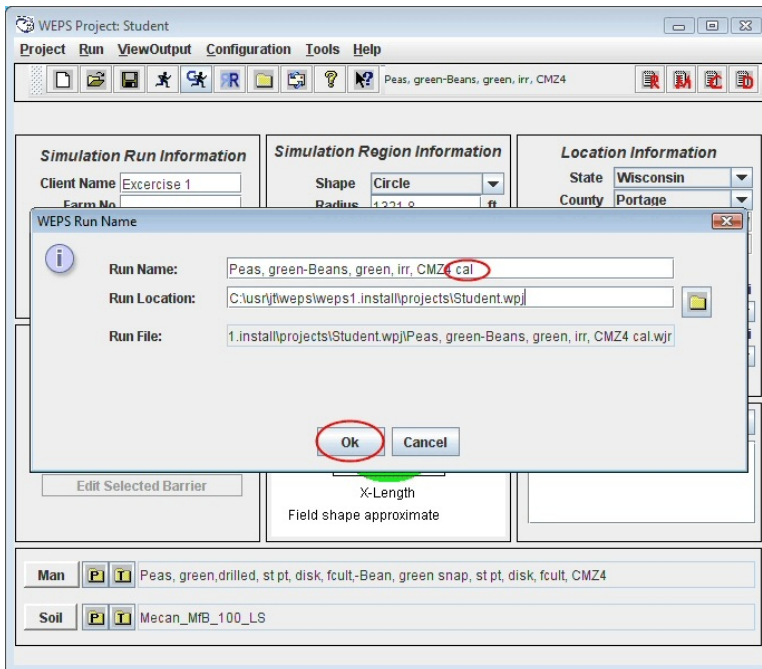 WEPS Project: Student
Project Run ViewOutput Configuration Tools Help
Peas, green-Beans, green, irr, CMZ4
Simulation Run Information
Simulation Region Information
Location Information
Client Name Excercise 1
Shape Circle
State Wisconsin
Farm No
Radius 1321.8 ft
County Portage
WEPS Run Name
Run Name: Peas, green-Beans, green, irr, CMZ4 cal
Run Location: C:\usr\jt\weps\weps1.install\projects\Student.wpj
Run File: 1.install\projects\Student.wpj\Peas, green-Beans, green, irr, CMZ4 cal.wjr
Ok Cancel
Edit Selected Barrier
X-Length
Field shape approximate
Man P T Peas, green,drilled, st pt, disk, fcult,-Bean, green snap, st pt, disk, fcult, CMZ4
Soil P T Mecan_MfB_100_LS